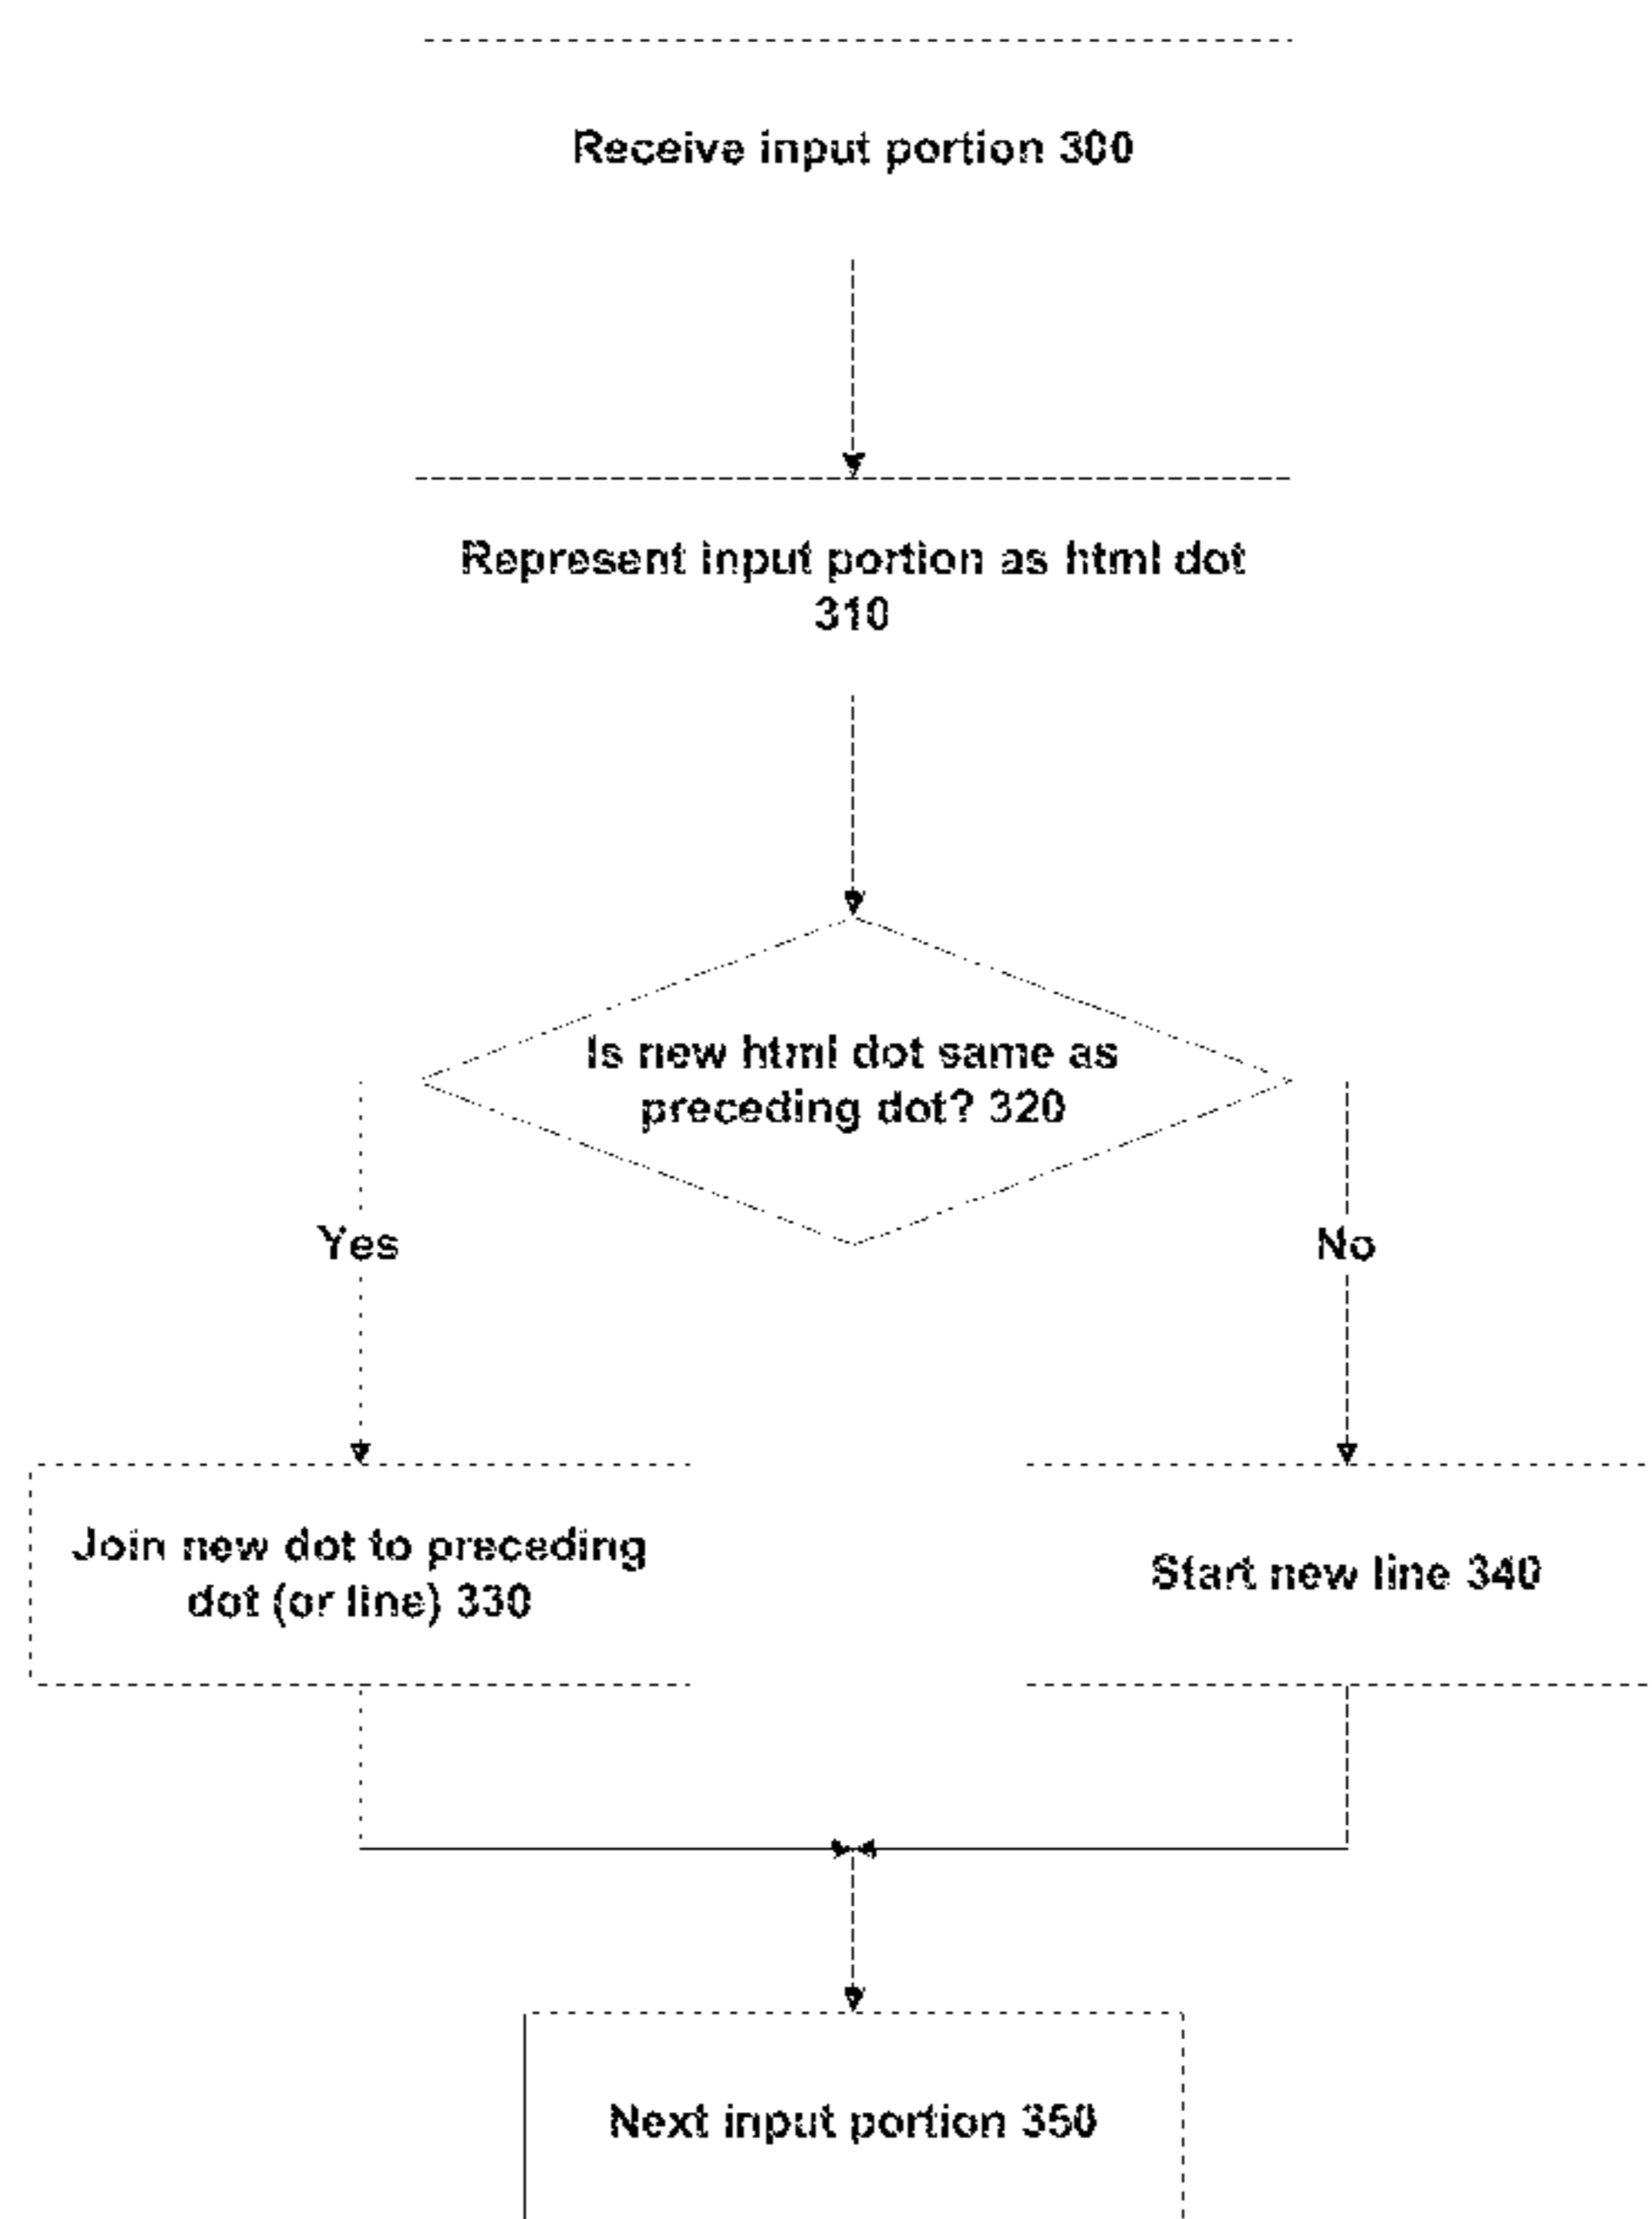 Receive input portion 300
Represent input portion as html dot
310
Is new html dot same as
preceding dot? 320
Yes
No
Join new dot to preceding
dot (or line) 330
Start new line 340
Next input portion 350